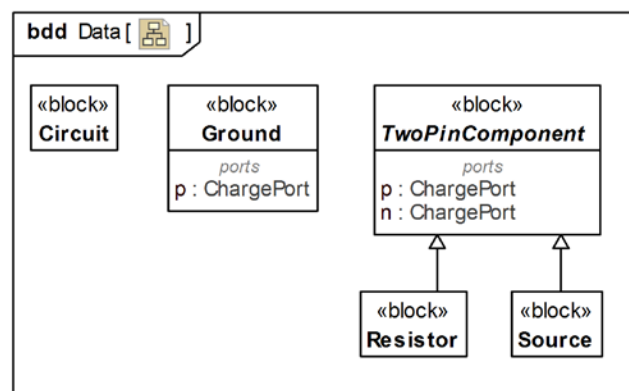 bdd Data [ ]
«block»
Circuit
«block»
Ground
ports
p : ChargePort
«block»
TwoPinComponent
ports
p : ChargePort
n : ChargePort
«block»
Resistor
«block»
Source